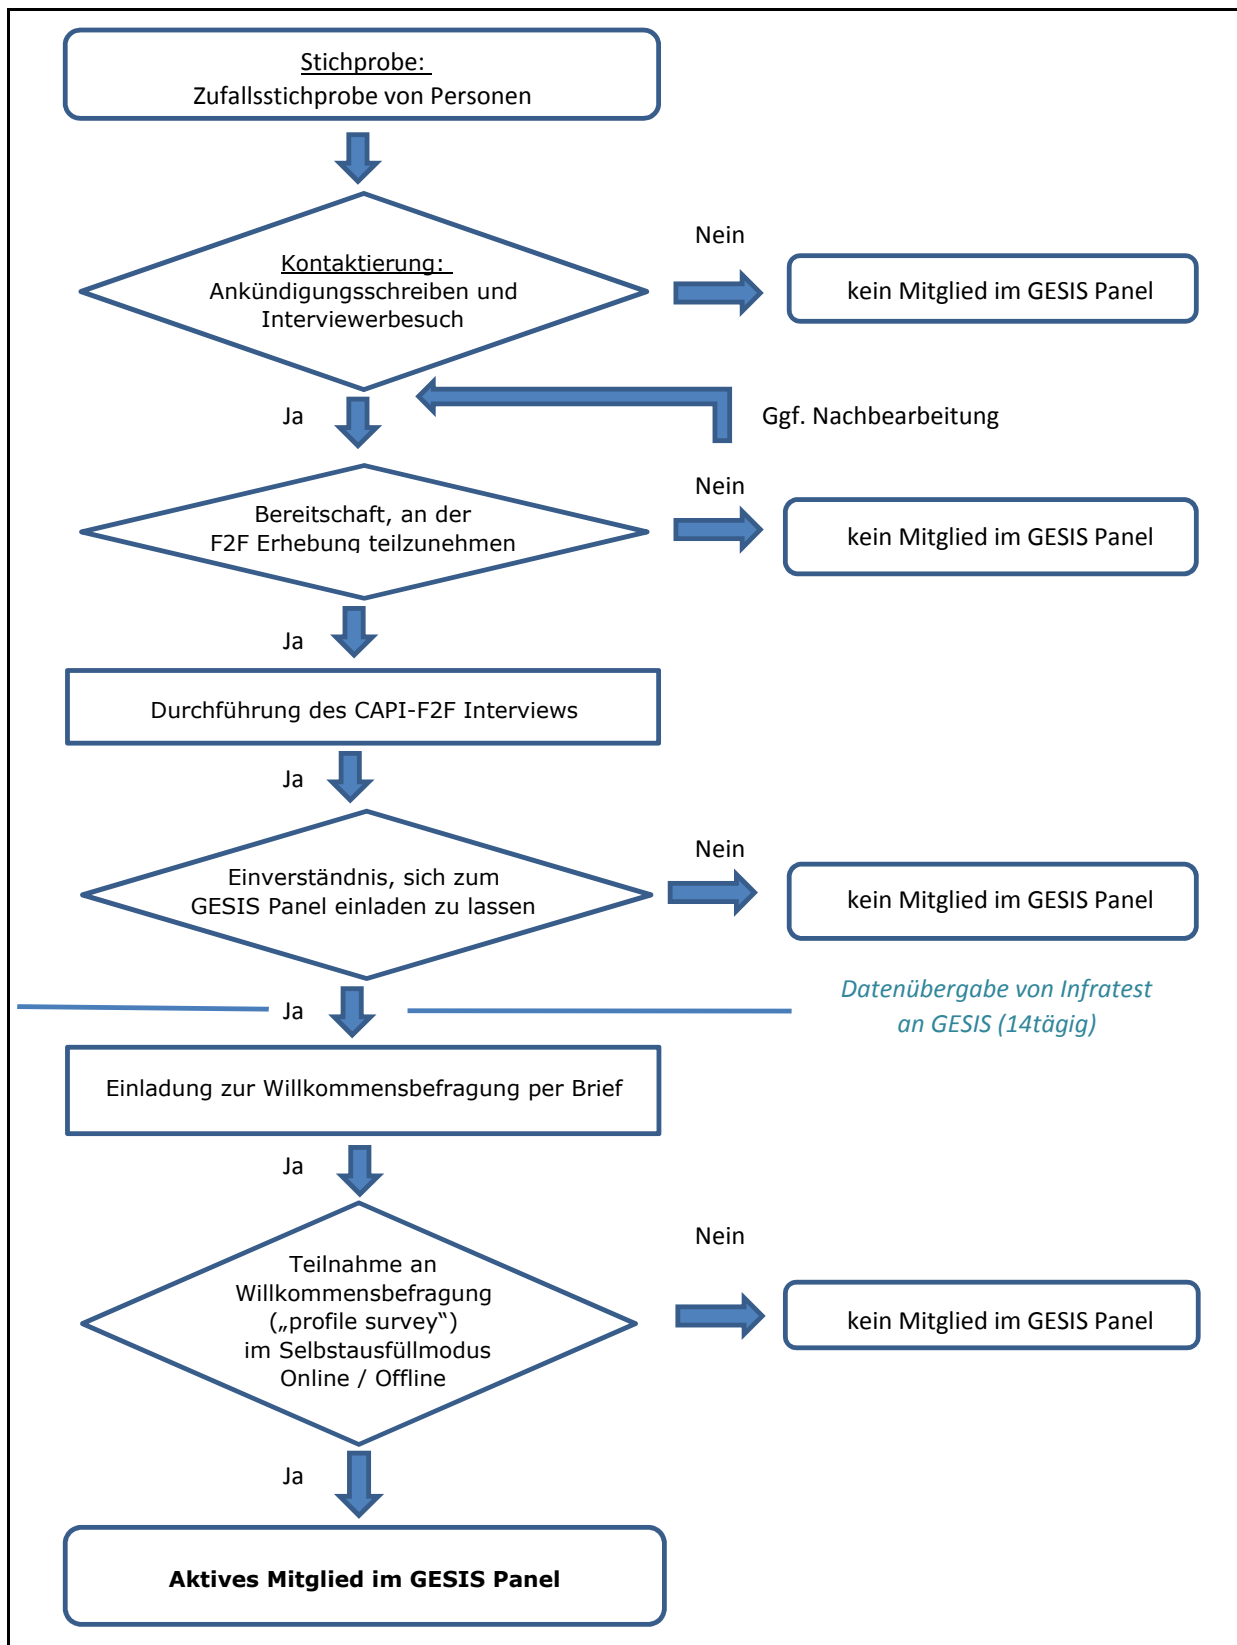 Stichprobe:
Zufallsstichprobe von Personen
Nein
Kontaktierung:
Ankündigungsschreiben und
Interviewerbesuch
kein Mitglied im GESIS Panel
Ja
Ggf. Nachbearbeitung
Nein
Bereitschaft, an der
F2F Erhebung teilzunehmen
kein Mitglied im GESIS Panel
Ja
Durchführung des CAPI-F2F Interviews
Ja
Nein
Einverständnis, sich zum
GESIS Panel einladen zu lassen
kein Mitglied im GESIS Panel
Ja
Datenübergabe von Infratest
an GESIS (14tägig)
Einladung zur Willkommensbefragung per Brief
Ja
Nein
Teilnahme an
Willkommensbefragung
(„profile survey“)
im Selbstausfüllmodus
Online / Offline
kein Mitglied im GESIS Panel
Ja
Aktives Mitglied im GESIS Panel